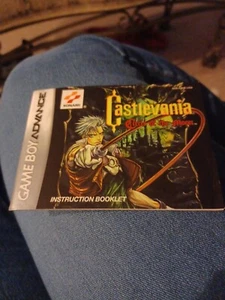 GAME BOY ADVANCE
KONAMI
Castlevania
INSTRUCTION BOOKLET